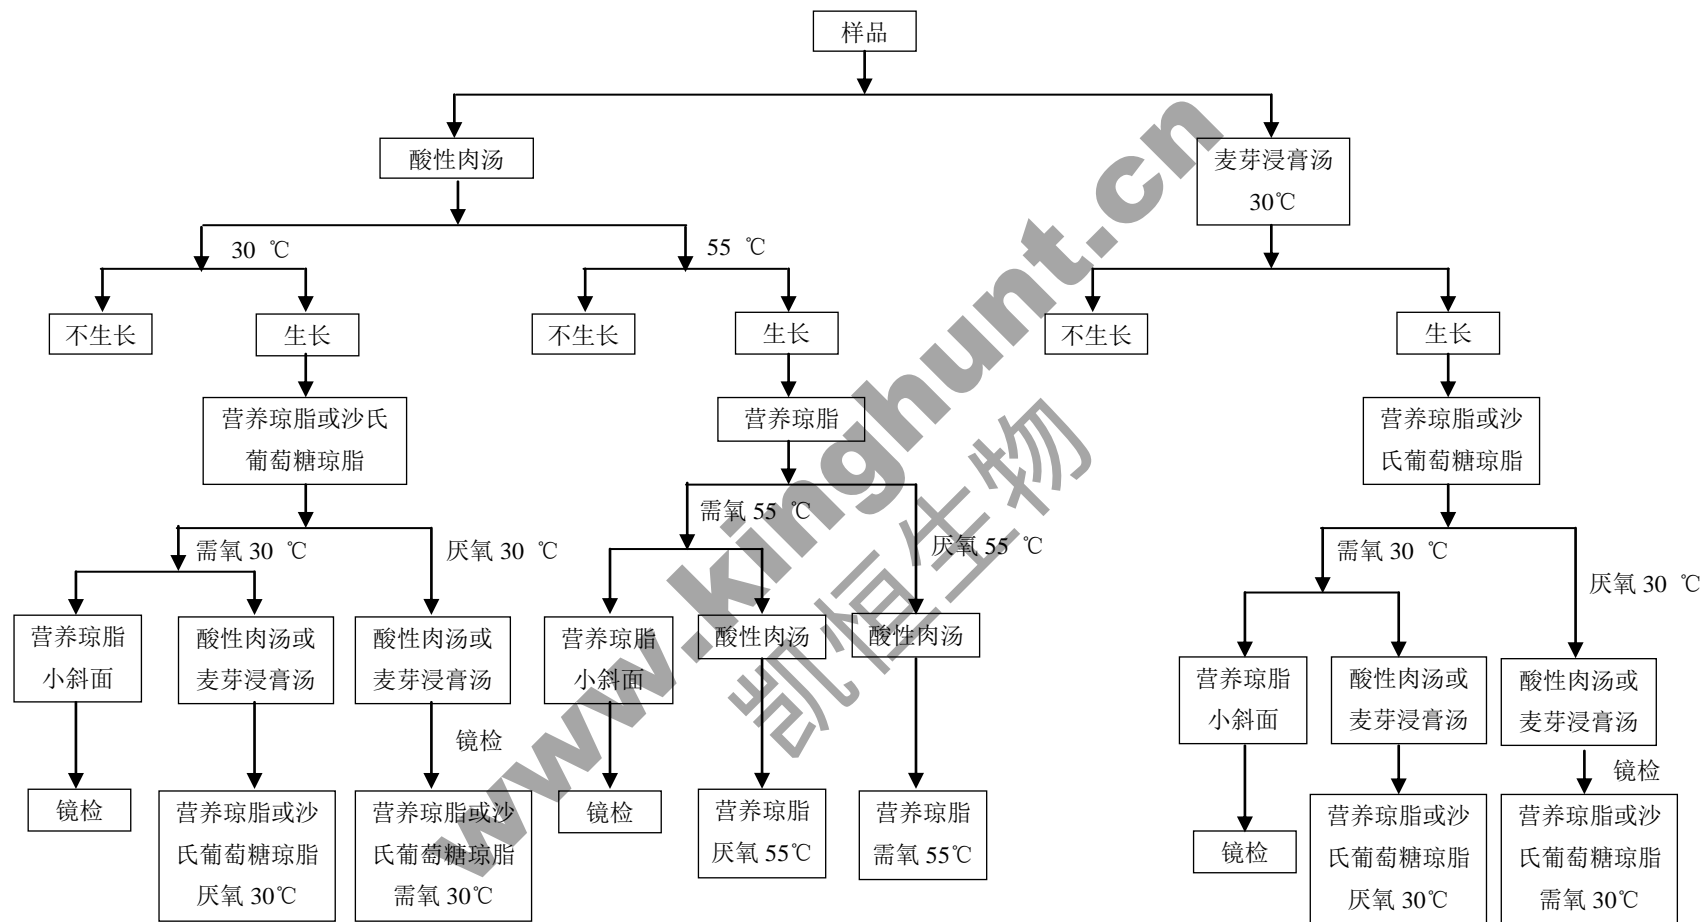 样品
酸性肉汤
麦芽浸膏汤
30℃
30 ℃
55 ℃
不生长
生长
不生长
生长
不生长
生长
营养琼脂或沙氏
葡萄糖琼脂
营养琼脂
营养琼脂或沙
氏葡萄糖琼脂
需氧 30 ℃
厌氧 30 ℃
需氧 55 ℃
厌氧 55 ℃
需氧 30 ℃
厌氧 30 ℃
营养琼脂
小斜面
酸性肉汤或
麦芽浸膏汤
酸性肉汤或
麦芽浸膏汤
营养琼脂
小斜面
酸性肉汤
酸性肉汤
营养琼脂
小斜面
酸性肉汤或
麦芽浸膏汤
酸性肉汤或
麦芽浸膏汤
镜检
镜检
镜检
营养琼脂或沙
氏葡萄糖琼脂
厌氧 30℃
营养琼脂或沙
氏葡萄糖琼脂
需氧 30℃
镜检
营养琼脂
厌氧 55℃
营养琼脂
需氧 55℃
镜检
营养琼脂或沙
氏葡萄糖琼脂
厌氧 30℃
营养琼脂或沙
氏葡萄糖琼脂
需氧 30℃
www.kinghunt.cn
凯恒生物